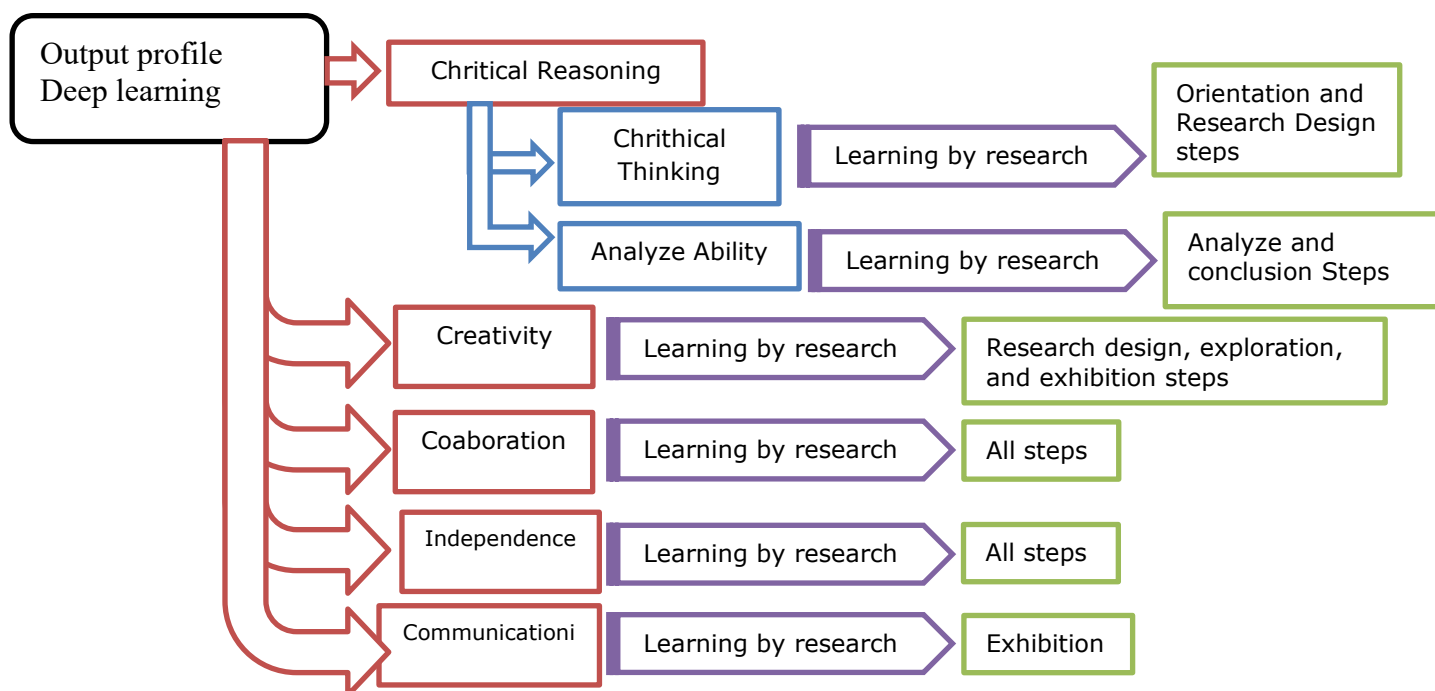 Output profile
Deep learning
Chritical Reasoning
Chrithical
Thinking
Learning by research
Orientation and
Research Design
steps
Analyze Ability
Learning by research
Analyze and
conclusion Steps
Creativity
Learning by research
Research design, exploration,
and exhibition steps
Coaboration
Learning by research
All steps
Independence
Learning by research
All steps
Communicationi
Learning by research
Exhibition